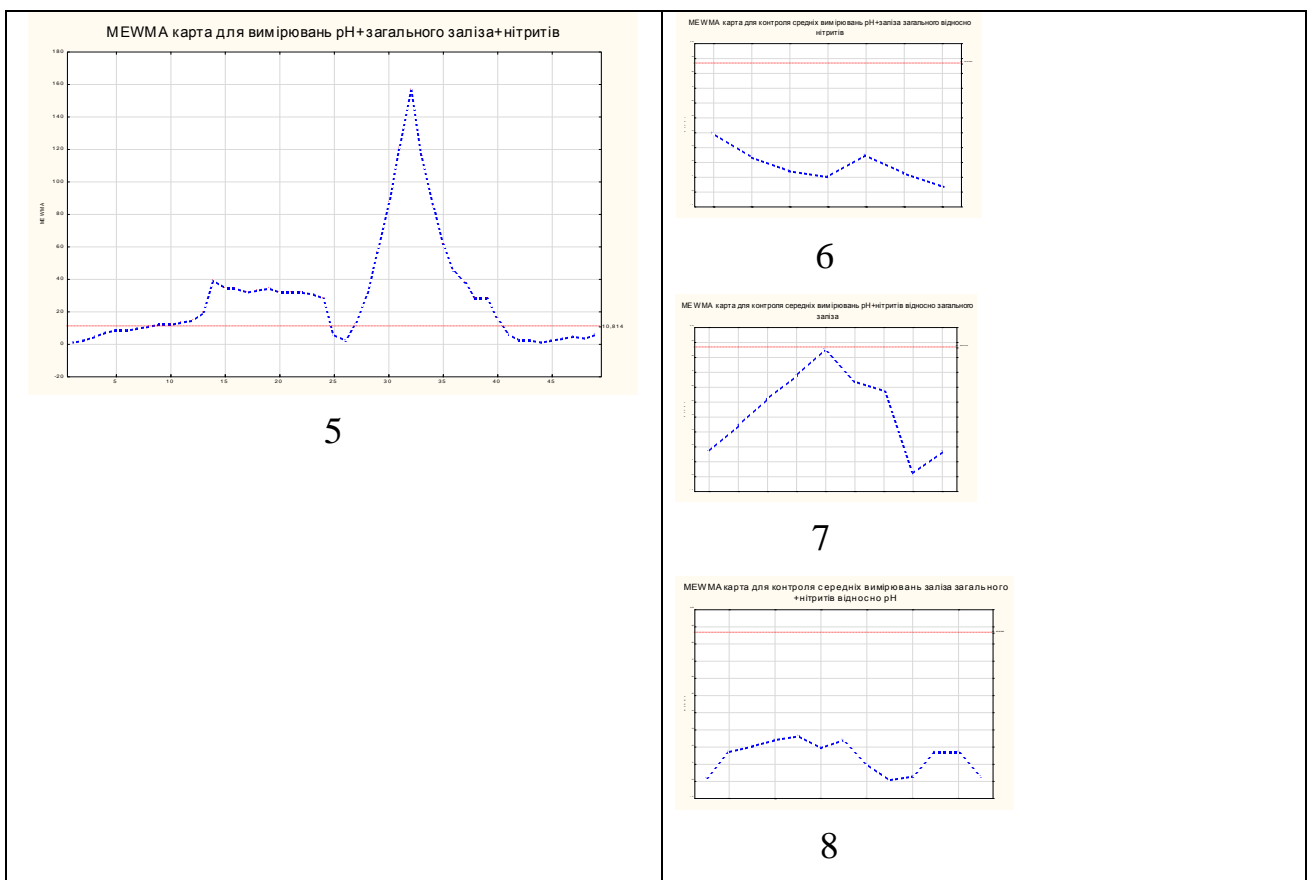 MEWMA карта для вимірювань pH+загального заліза+нітритів
180
160
140
120
100
80
60
40
20
0
-20
MEWMA
10,814
5 10 15 20 25 30 35 40 45
5
MEWMA карта для контроля средніх вимірювань pH+заліза загального відносно
нітритів
6
MEWMA карта для контроля середніх вимірювань pH+нітритів відносно загального
заліза
7
MEWMA карта для контроля середніх вимірювань заліза загального
+нітритів відносно pH
8